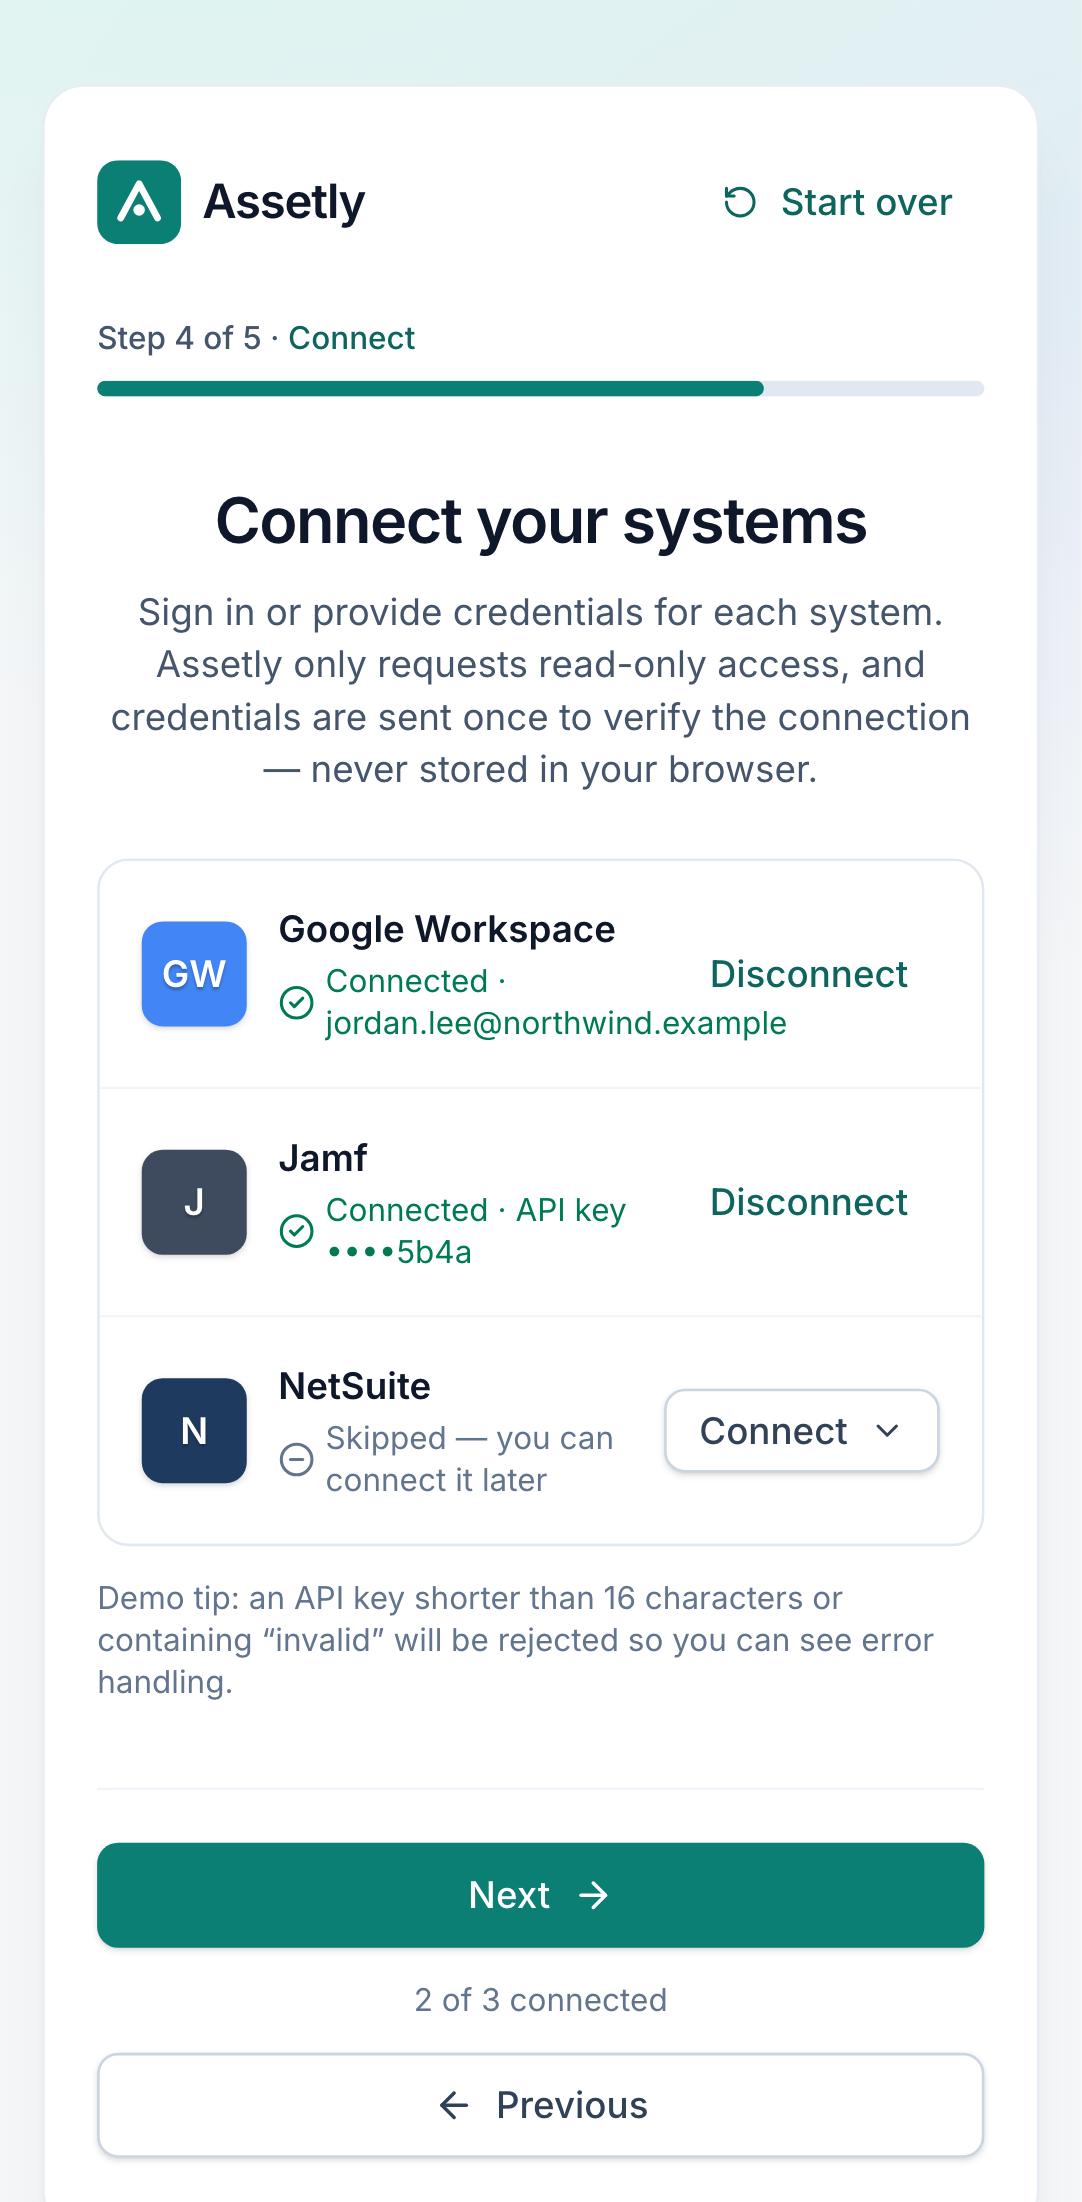 Assetly
Start over
Step 4 of 5 · Connect
Connect your systems
Sign in or provide credentials for each system.
Assetly only requests read-only access, and
credentials are sent once to verify the connection
— never stored in your browser.
GW
Google Workspace
Connected ·
jordan.lee@northwind.example
Disconnect
J
Jamf
Connected · API key
••••5b4a
Disconnect
N
NetSuite
Skipped — you can
connect it later
Connect
Demo tip: an API key shorter than 16 characters or
containing “invalid” will be rejected so you can see error
handling.
Next
2 of 3 connected
Previous